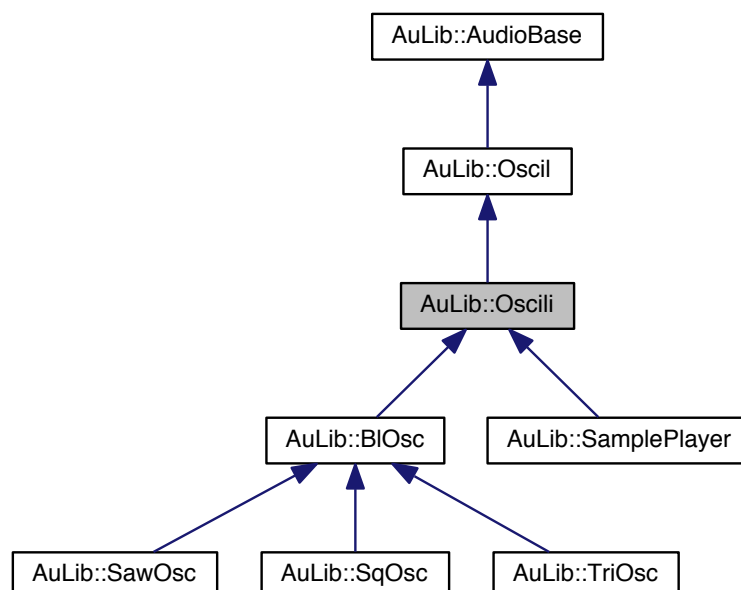 AuLib::AudioBase
AuLib::Oscil
AuLib::Oscili
AuLib::BlOsc
AuLib::SamplePlayer
AuLib::SawOsc
AuLib::SqOsc
AuLib::TriOsc